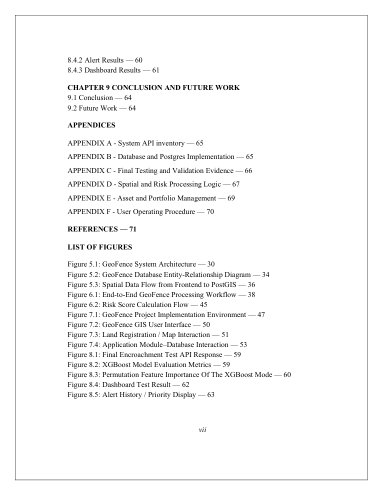 8.4.2 Alert Results — 60
8.4.3 Dashboard Results — 61
CHAPTER 9 CONCLUSION AND FUTURE WORK
9.1 Conclusion — 64
9.2 Future Work — 64
APPENDICES
APPENDIX A - System API inventory — 65
APPENDIX B - Database and Postgres Implementation — 65
APPENDIX C - Final Testing and Validation Evidence — 66
APPENDIX D - Spatial and Risk Processing Logic — 67
APPENDIX E - Asset and Portfolio Management — 69
APPENDIX F - User Operating Procedure — 70
REFERENCES — 71
LIST OF FIGURES
Figure 5.1: GeoFence System Architecture — 30
Figure 5.2: GeoFence Database Entity-Relationship Diagram — 34
Figure 5.3: Spatial Data Flow from Frontend to PostGIS — 36
Figure 6.1: End-to-End GeoFence Processing Workflow — 38
Figure 6.2: Risk Score Calculation Flow — 45
Figure 7.1: GeoFence Project Implementation Environment — 47
Figure 7.2: GeoFence GIS User Interface — 50
Figure 7.3: Land Registration / Map Interaction — 51
Figure 7.4: Application Module–Database Interaction — 53
Figure 8.1: Final Encroachment Test API Response — 59
Figure 8.2: XGBoost Model Evaluation Metrics — 59
Figure 8.3: Permutation Feature Importance Of The XGBoost Mode — 60
Figure 8.4: Dashboard Test Result — 62
Figure 8.5: Alert History / Priority Display — 63
vii